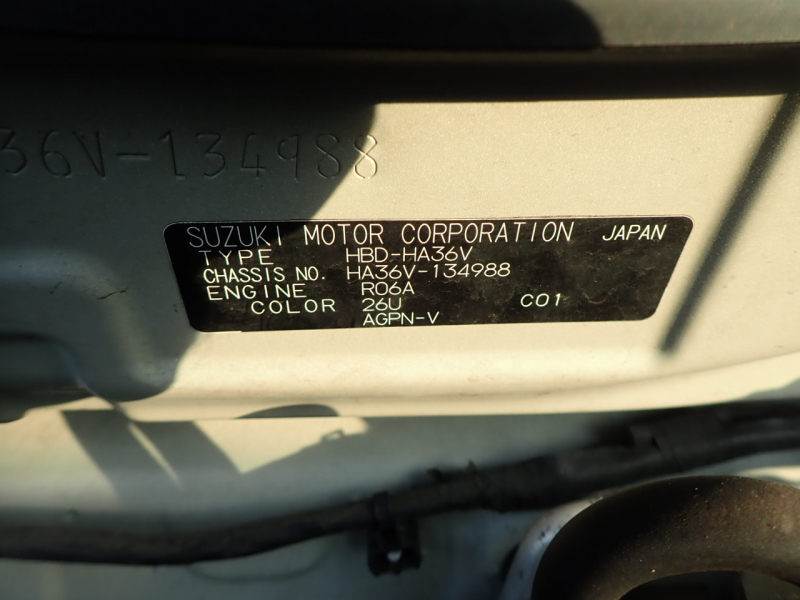 36V-134988
SUZUKI MOTOR CORPORATION JAPAN
TYPE HBD-HA36V
CHASSIS NO. HA36V-134988
ENGINE R06A
COLOR 26U C01
AGPN-V